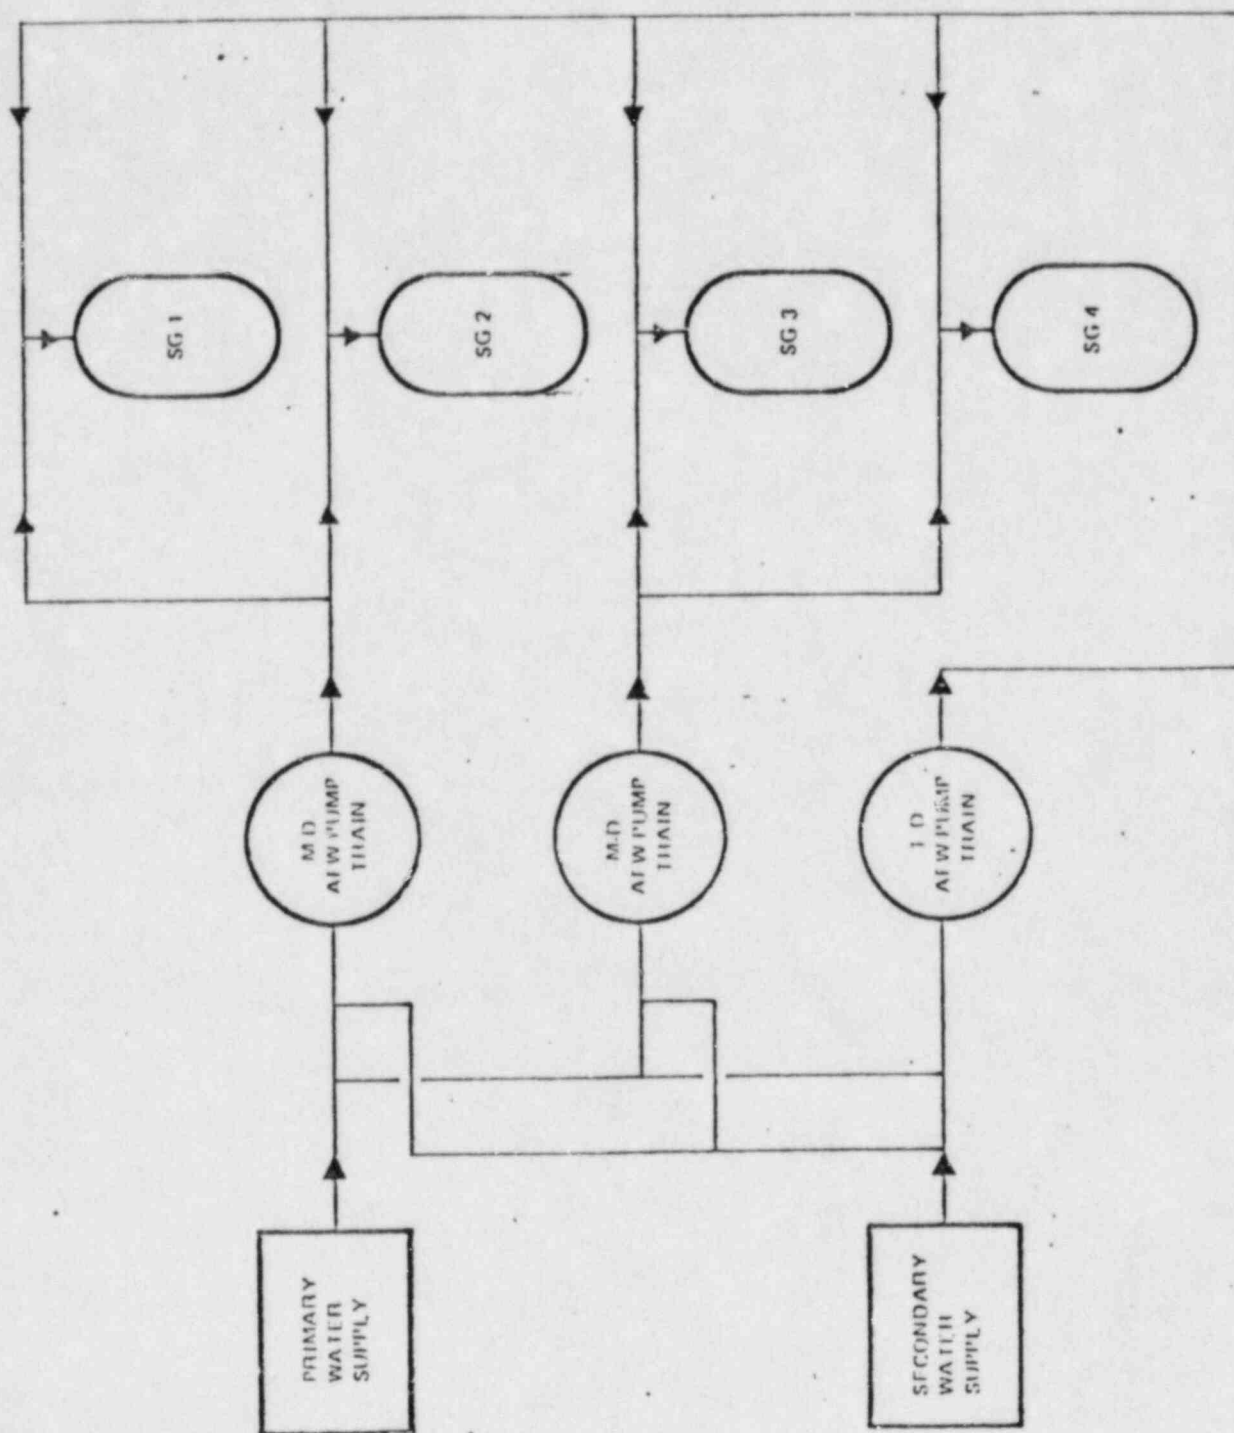 SG 1
SG 2
SG 3
SG 4
M-D
AFW PUMP
TRAIN
M-D
AFW PUMP
TRAIN
T-D
AFW PUMP
TRAIN
PRIMARY
WATER
SUPPLY
SECONDARY
WATER
SUPPLY